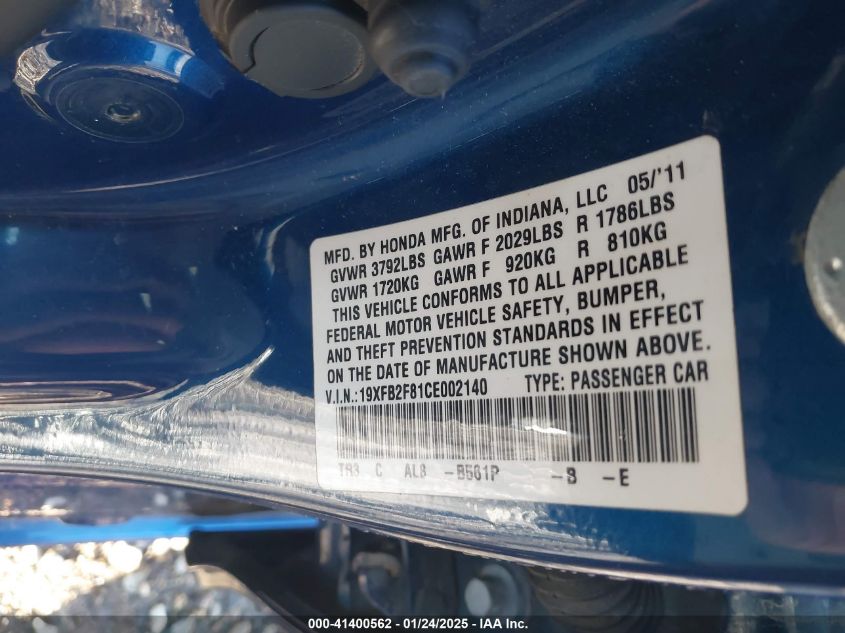 MFD. BY HONDA MFG. OF INDIANA, LLC 05/'11
GVWR 3792LBS GAWR F 2029LBS R 1786LBS
GVWR 1720KG GAWR F 920KG R 810KG
THIS VEHICLE CONFORMS TO ALL APPLICABLE
FEDERAL MOTOR VEHICLE SAFETY, BUMPER,
AND THEFT PREVENTION STANDARDS IN EFFECT
ON THE DATE OF MANUFACTURE SHOWN ABOVE.
V.I.N.:19XFB2F81CE002140 TYPE: PASSENGER CAR
TR3 C AL8 -B561P -B -E
000-41400562 — 01/24/2025 — IAA Inc.